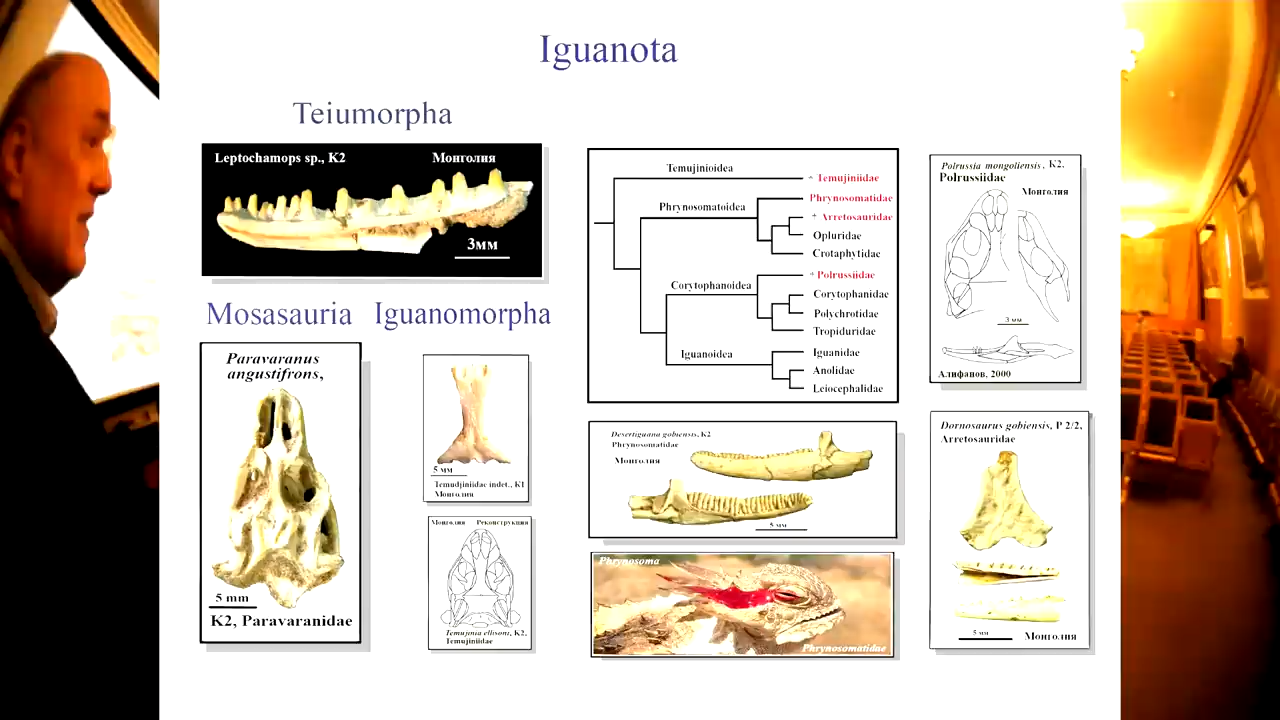 Iguanota
Teiumorpha
Leptochamops sp., K2
Монголия
3мм
Mosasauria
Iguanomorpha
Paravaranus
angustifrons,
5 mm
K2, Paravaranidae
5 мм
Temudjiniidae indet., K1
Монголия
Монголия
Реконструкция
Temujinia ellisoni, K2,
Temujiniidae
Temujinioidea
+ Temujiniidae
Phrynosomatoidea
Phrynosomatidae
+ Arretosauridae
Opluridae
Crotaphytidae
Corytophanoidea
+ Polrussiidae
Corytophanidae
Polychrotidae
Tropiduridae
Iguanoidea
Iguanidae
Anolidae
Leiocephalidae
Desertiguana gobiensis, K2
Phrynosomatidae
Монголия
5 мм
Phrynosoma
Phrynosomatidae
Polrussia mongoliensis, K2,
Polrussiidae
Монголия
3 мм
Алифанов, 2000
Dornosaurus gobiensis, P 2/2,
Arretosauridae
5 мм
Монголия